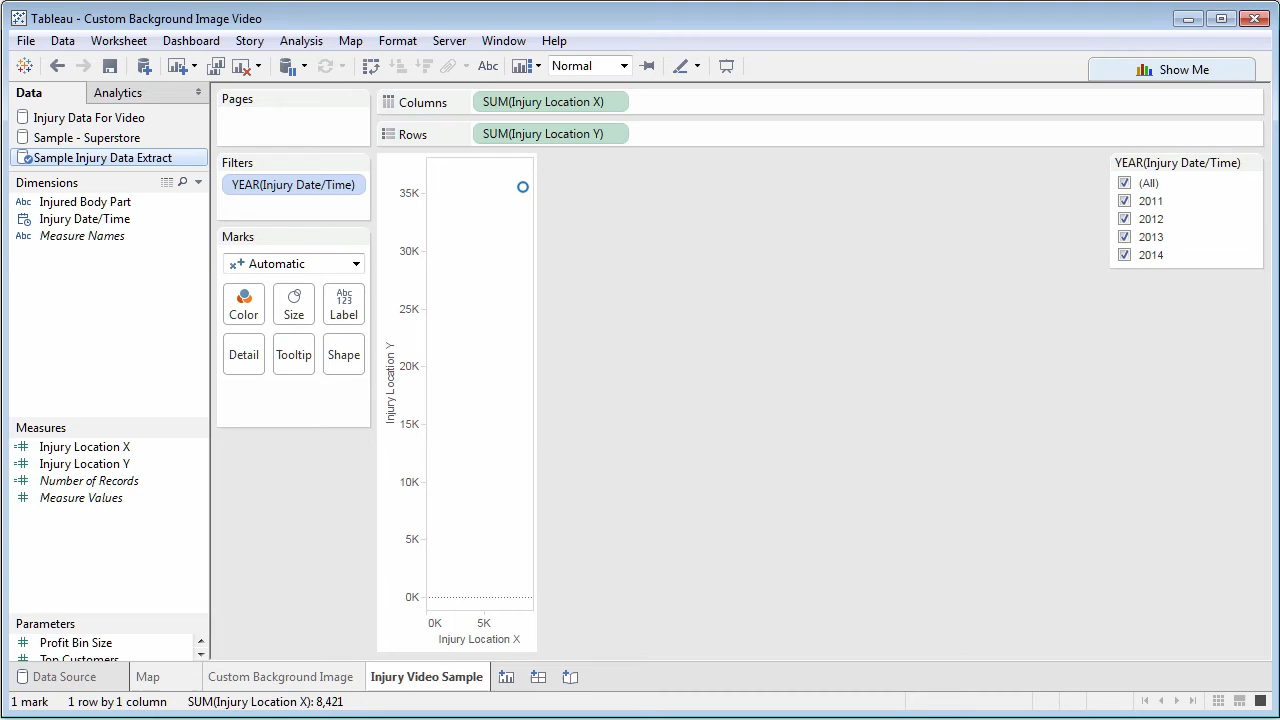 Tableau - Custom Background Image Video
File Data Worksheet Dashboard Story Analysis Map Format Server Window Help
Abc Normal Show Me
Data Analytics
Injury Data For Video
Sample - Superstore
Sample Injury Data Extract
Dimensions
Abc Injured Body Part
Injury Date/Time
Abc Measure Names
Measures
Injury Location X
Injury Location Y
Number of Records
Measure Values
Parameters
Profit Bin Size
Top Customers
Pages
Filters
YEAR(Injury Date/Time)
Marks
Automatic
Color Size Abc 123 Label
Detail Tooltip Shape
Columns SUM(Injury Location X)
Rows SUM(Injury Location Y)
35K
30K
25K
20K
15K
10K
5K
0K
Injury Location Y
0K 5K
Injury Location X
YEAR(Injury Date/Time)
(All)
2011
2012
2013
2014
Data Source Map Custom Background Image Injury Video Sample
1 mark 1 row by 1 column SUM(Injury Location X): 8,421